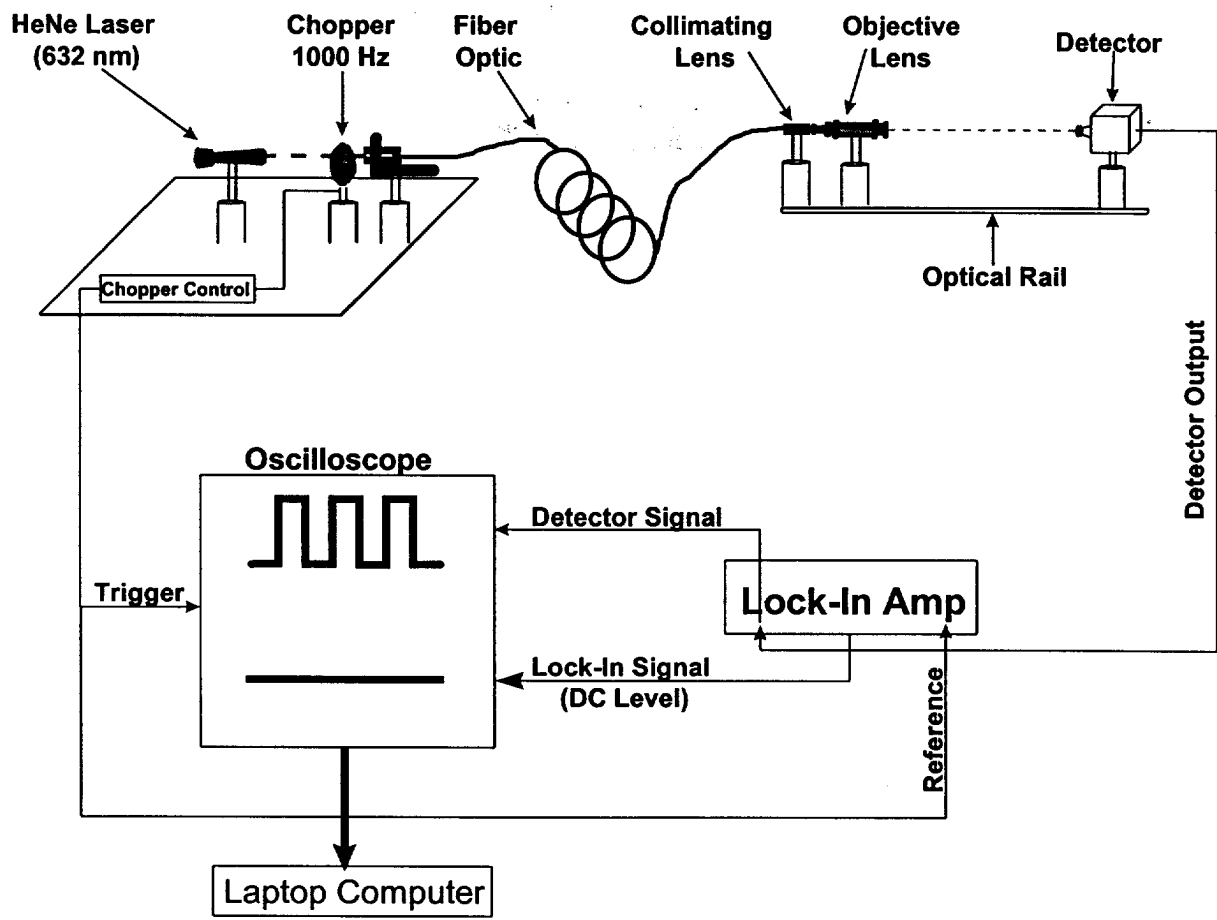 HeNe Laser
(632 nm)
Chopper
1000 Hz
Fiber
Optic
Collimating
Lens
Objective
Lens
Detector
Chopper Control
Optical Rail
Detector Output
Oscilloscope
Detector Signal
Lock-In Amp
Trigger
Lock-In Signal
(DC Level)
Reference
Laptop Computer